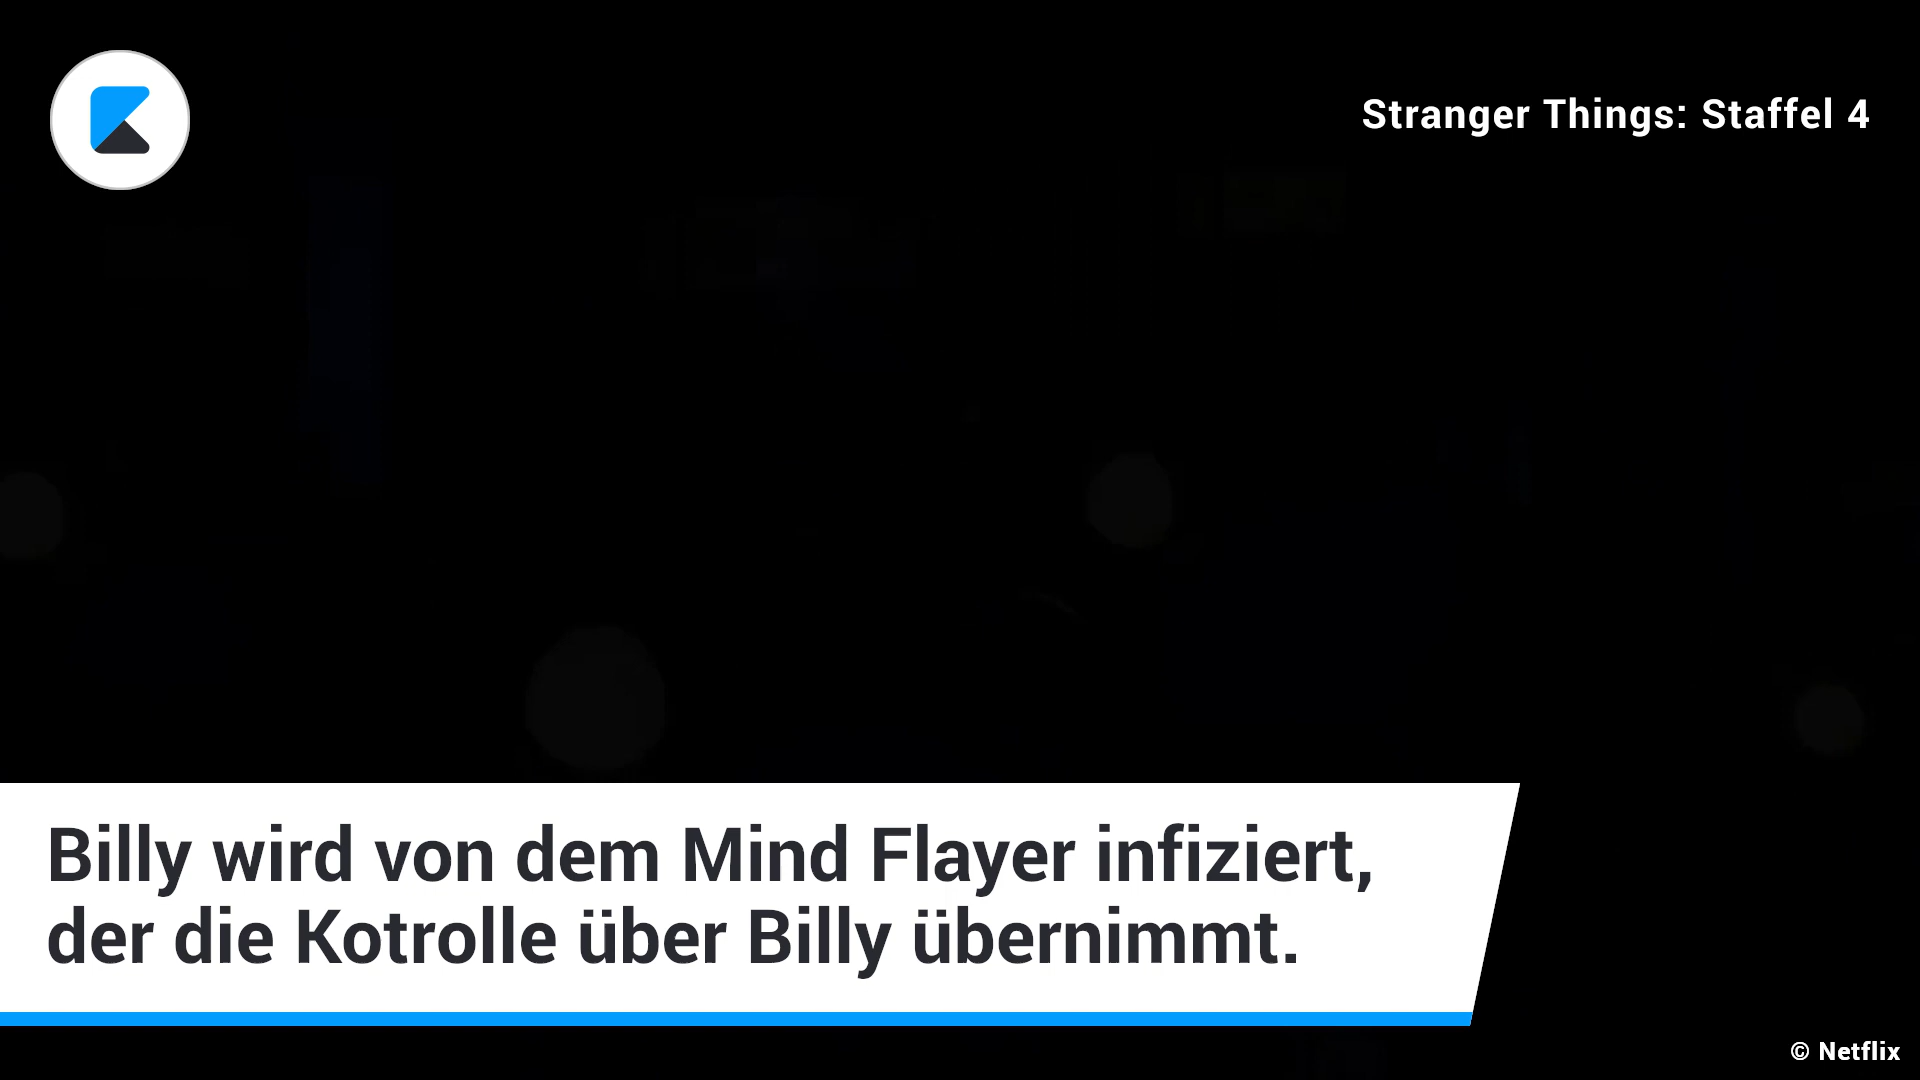 Stranger Things: Staffel 4
Billy wird von dem Mind Flayer infiziert,
der die Kotrolle über Billy übernimmt.
© Netflix